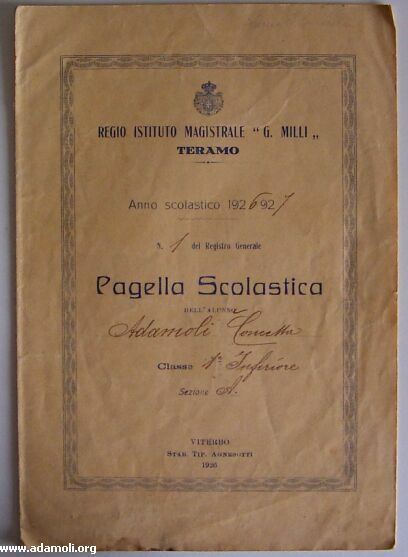 REGIO ISTITUTO MAGISTRALE "G. MILLI„
TERAMO
Anno scolastico 1926 927
N. 1 del Registro Generale
Pagella Scolastica
DELL'ALUNNO
Adamoli Concetta
Classe 1ª Inferiore
Sezione A.
VITERBO
STAB. TIP. AGNESOTTI
1926
www.adamoli.org